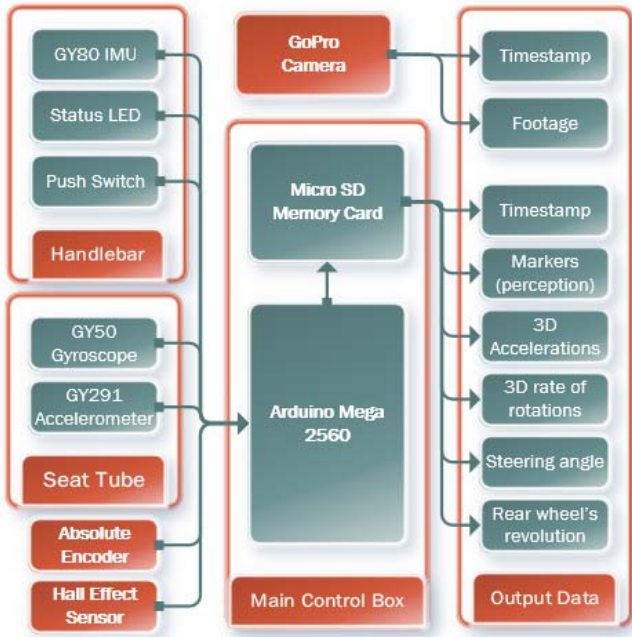 GY80 IMU
Status LED
Push Switch
Handlebar
GY50
Gyroscope
GY291
Accelerometer
Seat Tube
Absolute
Encoder
Hall Effect
Sensor
GoPro
Camera
Micro SD
Memory Card
Arduino Mega
2560
Main Control Box
Timestamp
Footage
Timestamp
Markers
(perception)
3D
Accelerations
3D rate of
rotations
Steering angle
Rear wheel's
revolution
Output Data